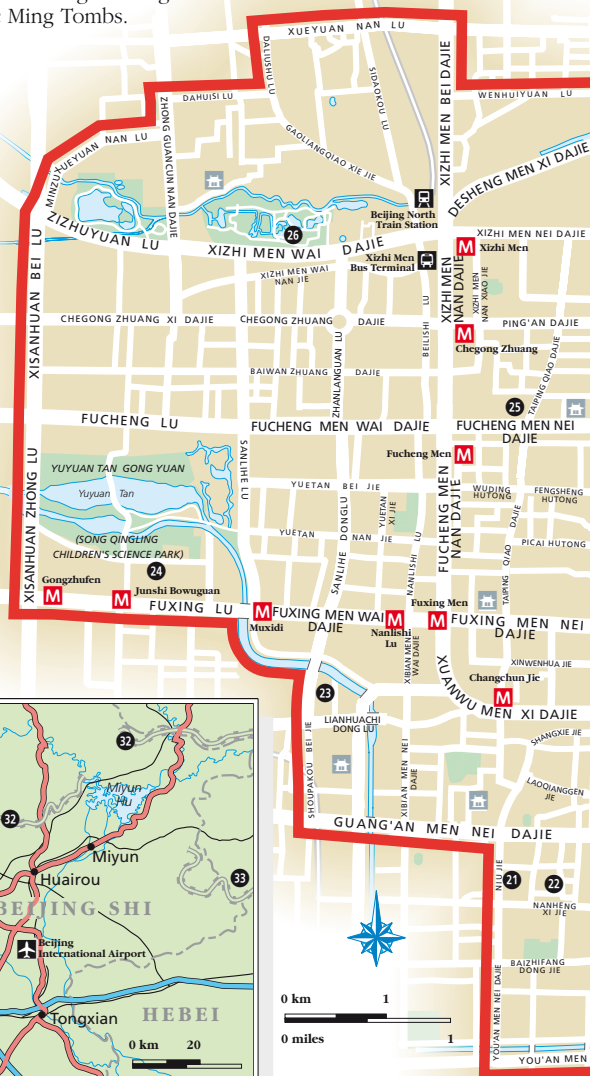 : Ming Tombs.
XUEYUAN NAN LU
DALIUSHU LU
SIDAOKOU LU
XIZHI MEN BEI DAJIE
DAHUISI LU
WENHUIYUAN LU
ZHONG GUANCUN NAN DAJIE
GAOLIANGQIAO XIE JIE
MINZU
XUEYUAN NAN LU
DESHENG MEN XI DAJIE
Beijing North
Train Station
ZIZHUYUAN LU
26
XIZHI MEN WAI DAJIE
XIZHI MEN NEI DAJIE
M
Xizhi Men
Xizhi Men
Bus Terminal
XIZHI MEN WAI
NAN JIE
XISANHUAN BEI LU
XIZHI MEN
NAN DAJIE
XIZHI MEN
NAN XIAO JIE
BEILISHI LU
CHEGONG ZHUANG XI DAJIE
CHEGONG ZHUANG DAJIE
PING'AN DAJIE
M
Chegong Zhuang
ZHANLANGUAN LU
BAIWAN ZHUANG DAJIE
TAIPING QIAO DAJIE
25
FUCHENG LU
FUCHENG MEN WAI DAJIE
FUCHENG MEN NEI
DAJIE
Fucheng Men
M
SANLIHE LU
YUYUAN TAN GONG YUAN
Yuyuan Tan
XISANHUAN ZHONG LU
YUETAN BEI JIE
YUETAN
XI JIE
FUCHENG MEN
NAN DAJIE
WUDING
HUTONG
FENGSHENG
HUTONG
SANLIHE DONGLU
YUETAN NAN JIE
NANLISHI LU
TAIPING QIAO DAJIE
PICAI HUTONG
(SONG QINGLING
CHILDREN'S SCIENCE PARK)
24
Gongzhufen
M
Junshi Bowuguan
M
FUXING LU
M
Muxidi
FUXING MEN WAI
DAJIE
M
Nanlishi
Lu
Fuxing Men
M
FUXING MEN NEI
DAJIE
XIBIAN MEN
WAI DAJIE
XINWENHUA JIE
Changchun Jie
M
XUANWU MEN XI DAJIE
23
LIANHUACHI
DONG LU
SHOUPAKOU BEI JIE
XIBIAN MEN NEI
DAJIE
SHANGXIE JIE
LAOQIANGGEN
JIE
GUANG'AN MEN NEI DAJIE
NIU JIE
21
22
NANHENG
XI JIE
BAIZHIFANG
DONG JIE
YOU'AN MEN NEI DAJIE
YOU'AN MEN
0 km 1
0 miles 1
32
Miyun
Hu
32
Miyun
Huairou
33
BEIJING SHI
Beijing
International Airport
Tongxian
HEBEI
0 km 20